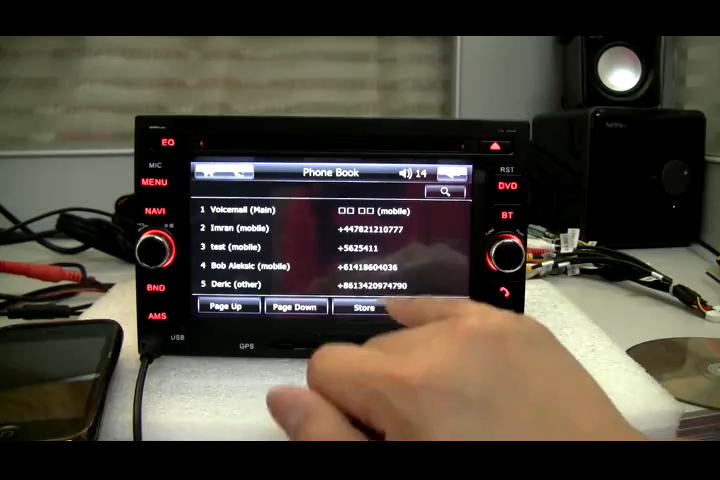 EQ
MIC
MENU
NAVI
BND
AMS
USB
GPS
Phone Book
14
1 Voicemail (Main) □□ □□ (mobile)
2 Imran (mobile) +447821210777
3 test (mobile) +5625411
4 Bob Aleksic (mobile) +61418604036
5 Deric (other) +8613420974790
Page Up
Page Down
Store
RST
DVD
BT